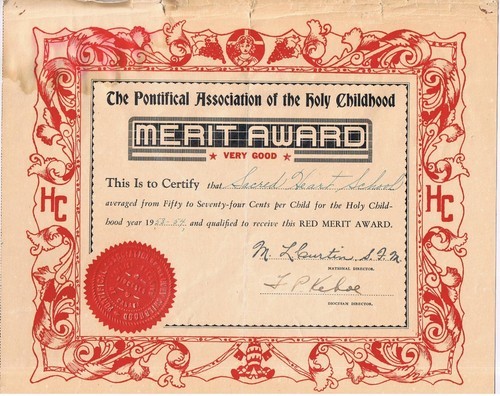 The Pontifical Association of the Holy Childhood
MERIT AWARD
★ VERY GOOD ★
This Is to Certify that Sacred Heart School
averaged from Fifty to Seventy-four Cents per Child for the Holy Child-
hood year 19 and qualified to receive this RED MERIT AWARD.
HC HC
M L Curtin, S.F.M.
NATIONAL DIRECTOR.
F P Kehoe
DIOCESAN DIRECTOR.